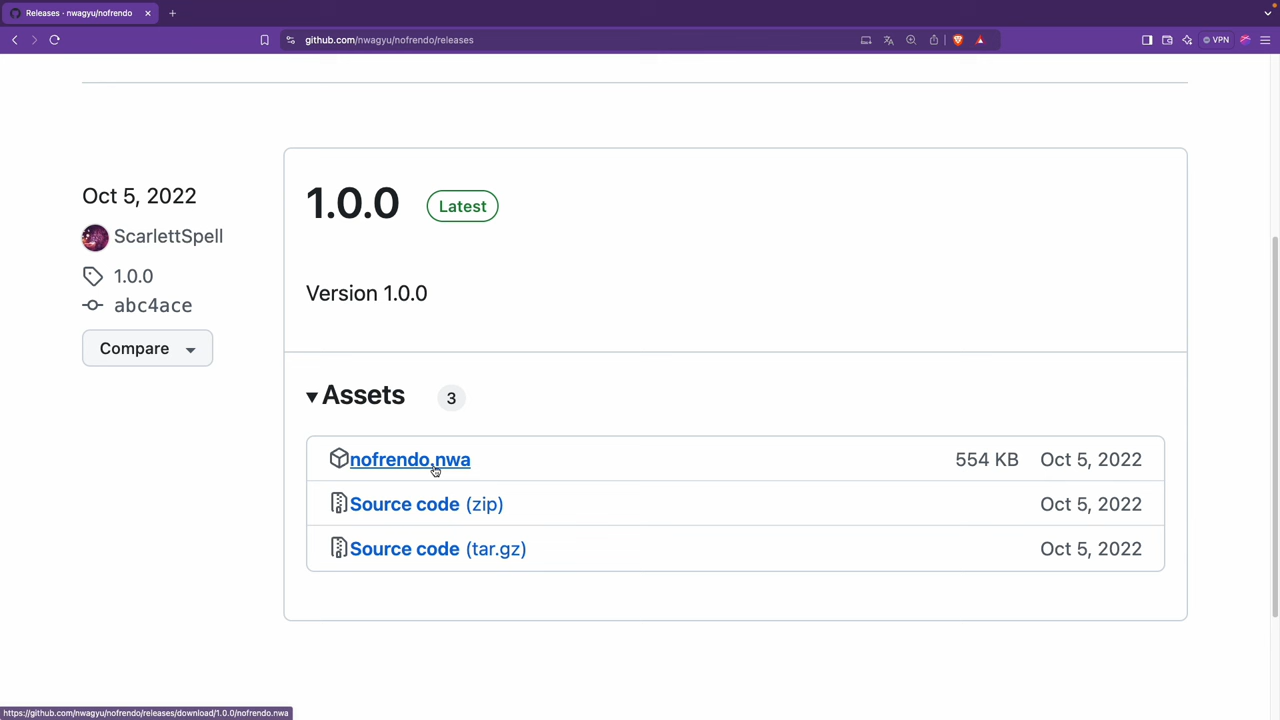 Releases · nwagyu/nofrendo
github.com/nwagyu/nofrendo/releases
VPN
Oct 5, 2022
ScarlettSpell
1.0.0
abc4ace
Compare
1.0.0
Latest
Version 1.0.0
Assets
3
nofrendo.nwa 554 KB Oct 5, 2022
Source code (zip) Oct 5, 2022
Source code (tar.gz) Oct 5, 2022
https://github.com/nwagyu/nofrendo/releases/download/1.0.0/nofrendo.nwa